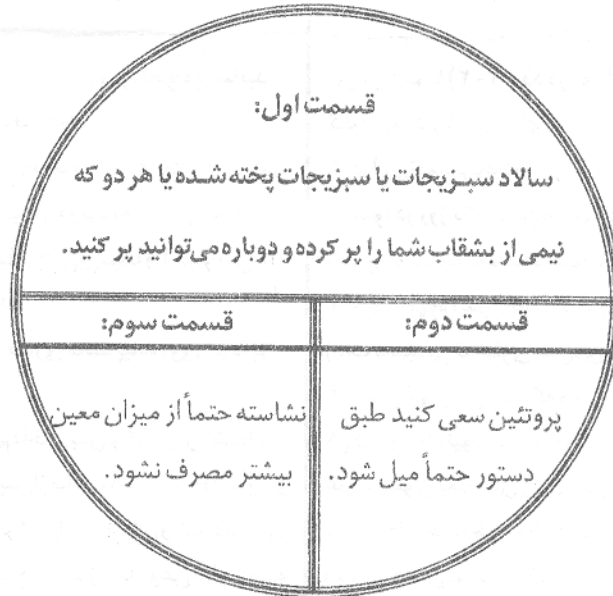 قسمت اول:
سالاد سبزیجات یا سبزیجات پخته شده یا هر دو که
نیمی از بشقاب شما را پر کرده و دوباره می‌توانید پر کنید.
قسمت دوم:
پروتئین سعی کنید طبق
دستور حتماً میل شود.
قسمت سوم:
نشاسته حتماً از میزان معین
بیشتر مصرف نشود.